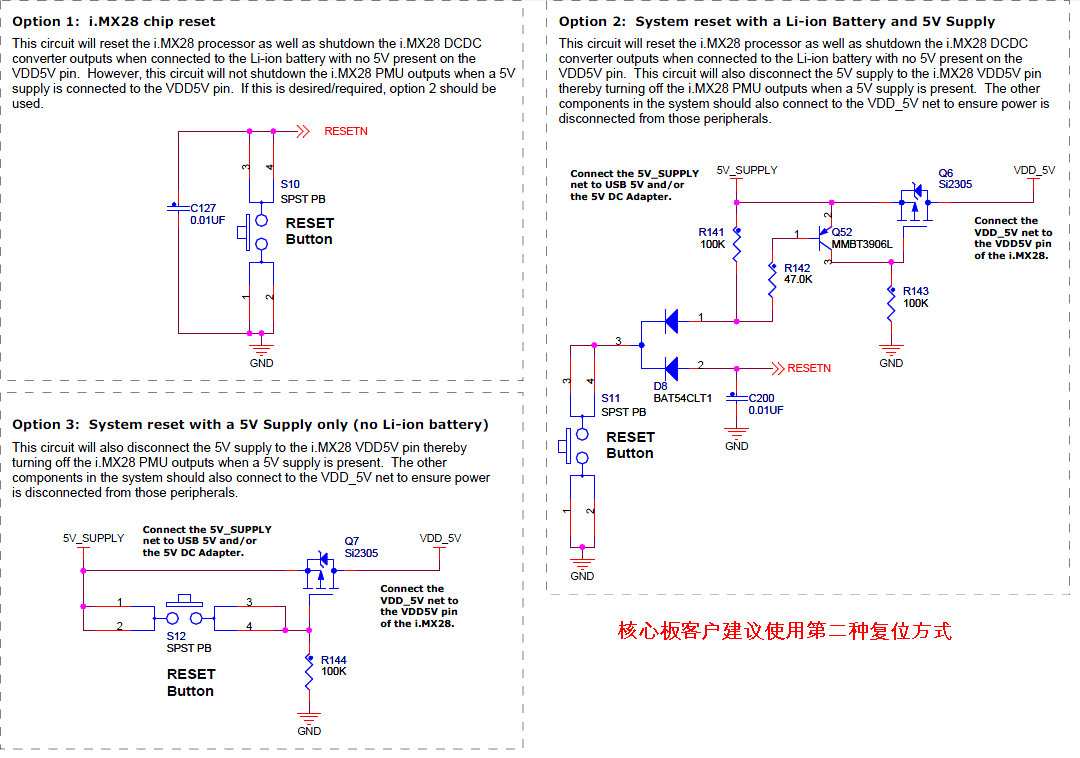 Option 1: i.MX28 chip reset
This circuit will reset the i.MX28 processor as well as shutdown the i.MX28 DCDC
converter outputs when connected to the Li-ion battery with no 5V present on the
VDD5V pin. However, this circuit will not shutdown the i.MX28 PMU outputs when a 5V
supply is connected to the VDD5V pin. If this is desired/required, option 2 should be
used.
RESETN
3
4
S10
SPST PB
C127
0.01UF
RESET
Button
1
2
GND
Option 2: System reset with a Li-ion Battery and 5V Supply
This circuit will reset the i.MX28 processor as well as shutdown the i.MX28 DCDC
converter outputs when connected to the Li-ion battery with no 5V present on the
VDD5V pin. This circuit will also disconnect the 5V supply to the i.MX28 VDD5V pin
thereby turning off the i.MX28 PMU outputs when a 5V supply is present. The other
components in the system should also connect to the VDD_5V net to ensure power is
disconnected from those peripherals.
Connect the 5V_SUPPLY
net to USB 5V and/or
the 5V DC Adapter.
5V_SUPPLY
Q6
Si2305
VDD_5V
Connect the
VDD_5V net to
the VDD5V pin
of the i.MX28.
R141
100K
1
2
Q52
MMBT3906L
3
R142
47.0K
R143
100K
GND
1
3
2
RESETN
D8
BAT54CLT1
C200
0.01UF
GND
3
4
S11
SPST PB
RESET
Button
1
2
GND
Option 3: System reset with a 5V Supply only (no Li-ion battery)
This circuit will also disconnect the 5V supply to the i.MX28 VDD5V pin thereby
turning off the i.MX28 PMU outputs when a 5V supply is present. The other
components in the system should also connect to the VDD_5V net to ensure power
is disconnected from those peripherals.
5V_SUPPLY
Connect the 5V_SUPPLY
net to USB 5V and/or
the 5V DC Adapter.
Q7
Si2305
VDD_5V
Connect the
VDD_5V net to
the VDD5V pin
of the i.MX28.
1
3
2
4
S12
SPST PB
RESET
Button
R144
100K
GND
核心板客户建议使用第二种复位方式